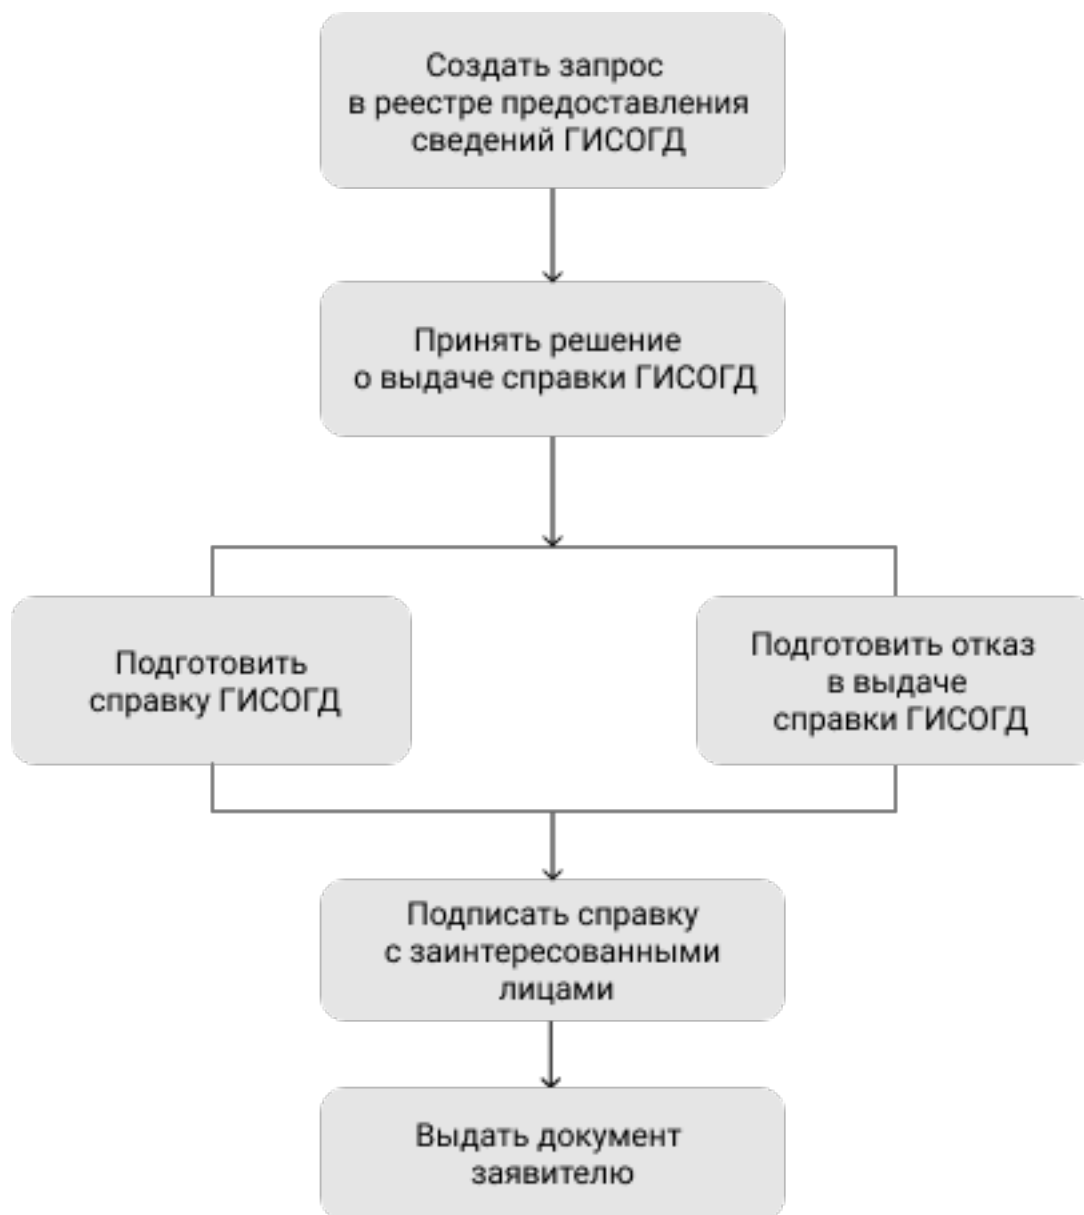 Создать запрос
в реестре предоставления
сведений ГИСОГД
Принять решение
о выдаче справки ГИСОГД
Подготовить
справку ГИСОГД
Подготовить отказ
в выдаче
справки ГИСОГД
Подписать справку
с заинтересованными
лицами
Выдать документ
заявителю